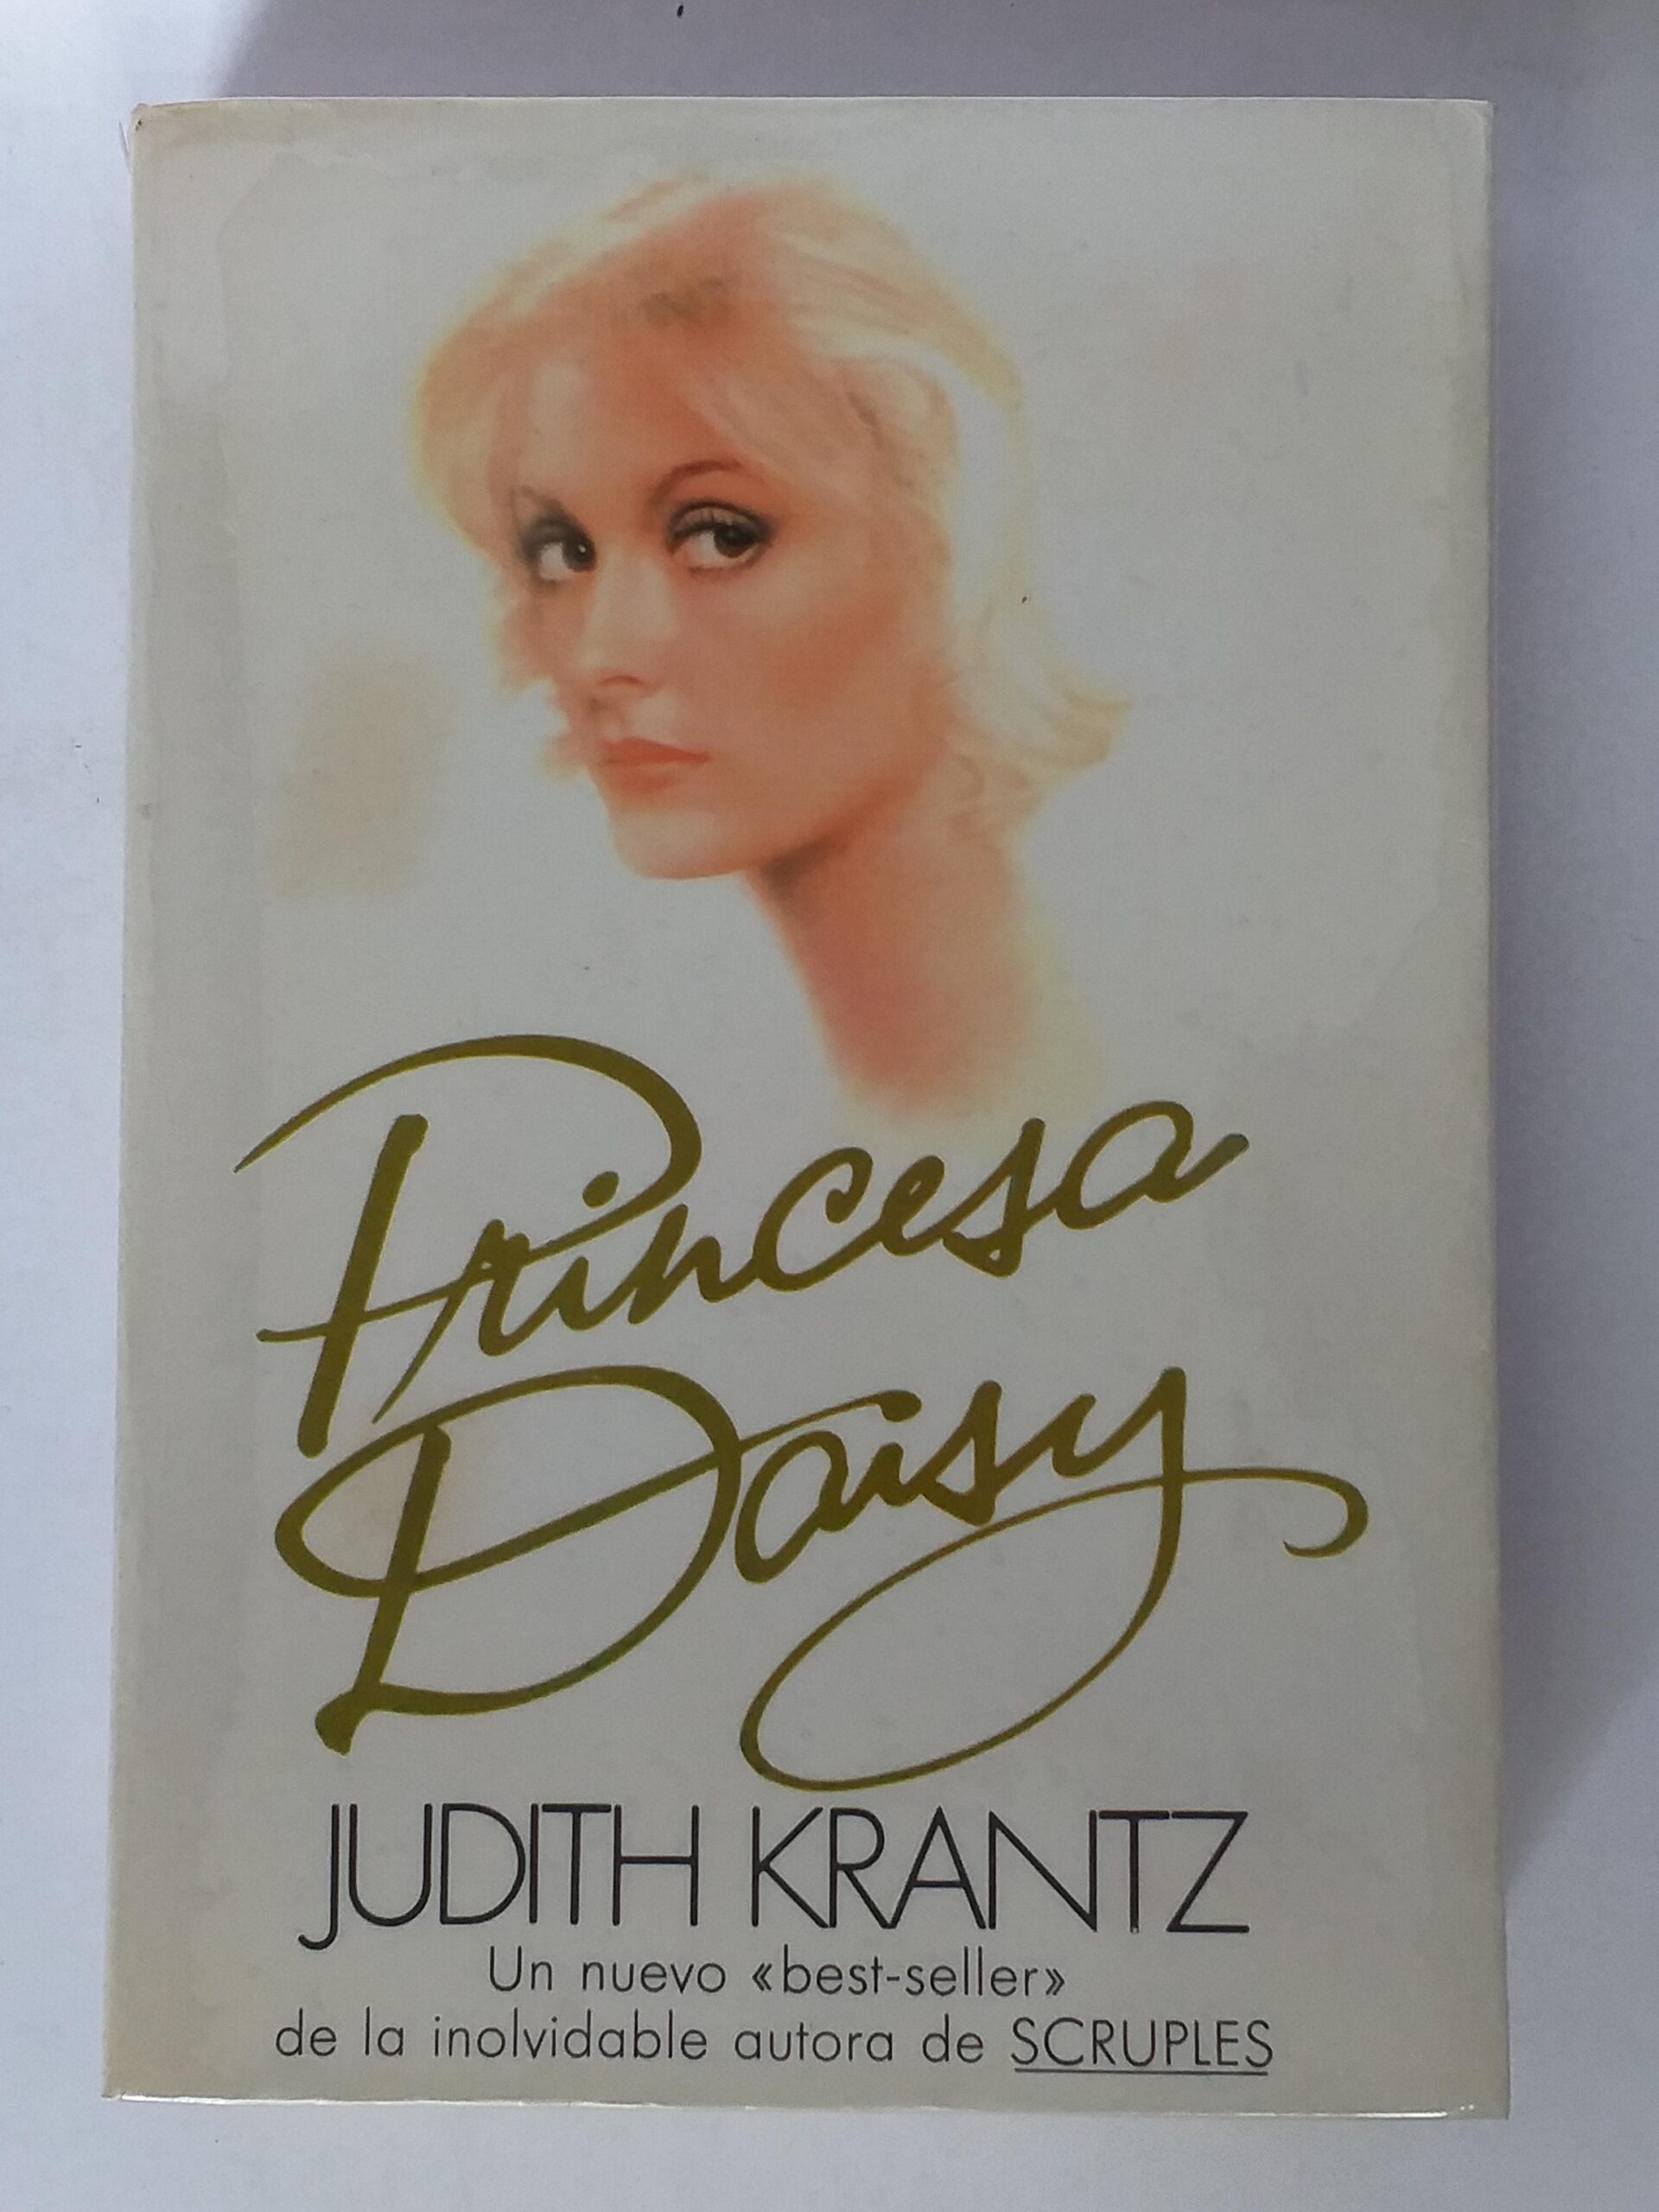 Princesa
Daisy
JUDITH KRANTZ
Un nuevo «best-seller»
de la inolvidable autora de SCRUPLES